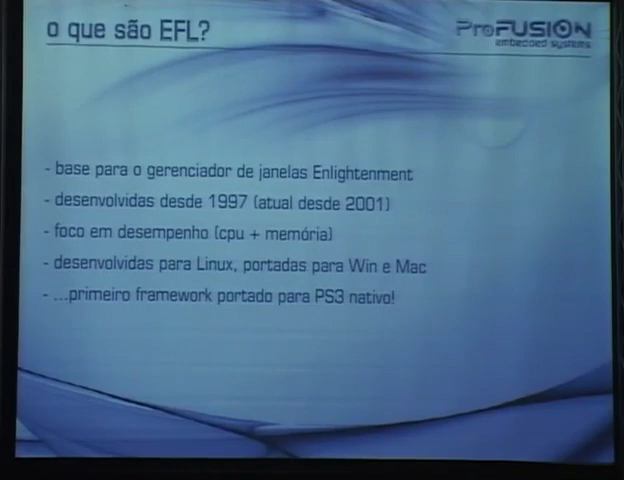 o que são EFL?
ProFUSION
embedded systems
- base para o gerenciador de janelas Enlightenment
- desenvolvidas desde 1997 (atual desde 2001)
- foco em desempenho (cpu + memória)
- desenvolvidas para Linux, portadas para Win e Mac
- ...primeiro framework portado para PS3 nativo!